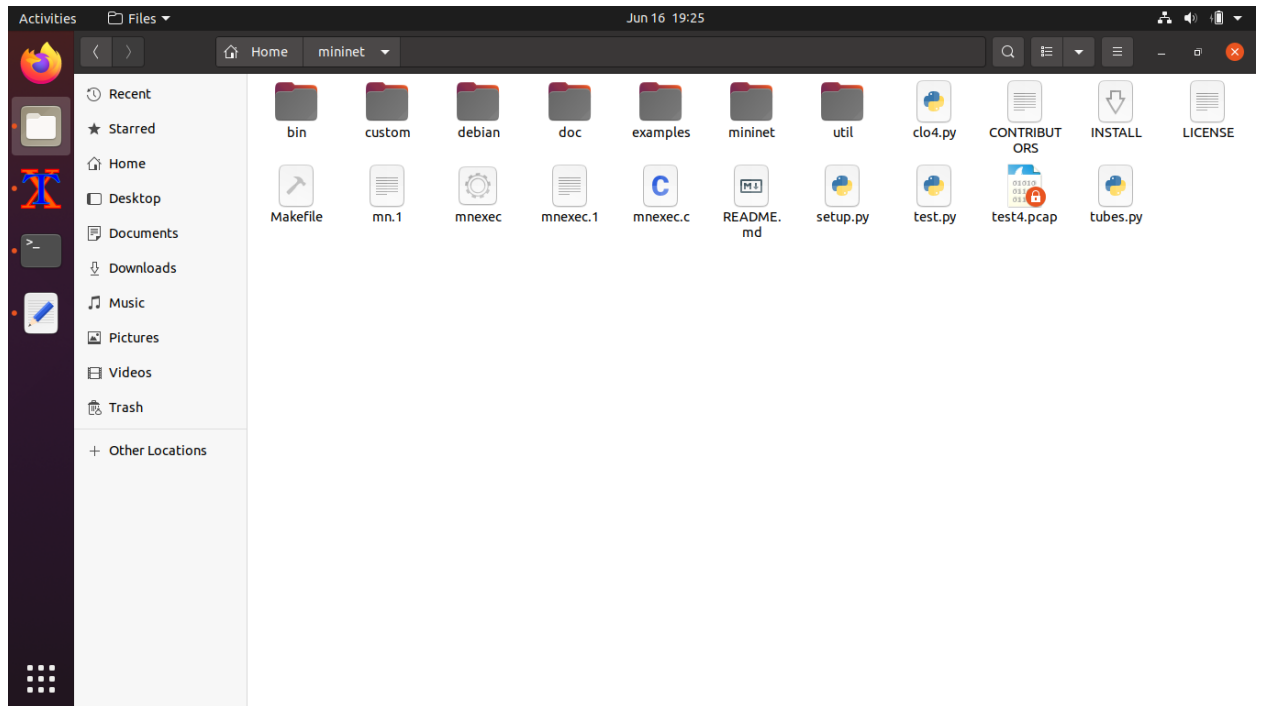 Activities
Files
Jun 16 19:25
Home
mininet
Recent
Starred
Home
Desktop
Documents
Downloads
Music
Pictures
Videos
Trash
Other Locations
bin
custom
debian
doc
examples
mininet
util
clo4.py
CONTRIBUT
ORS
INSTALL
LICENSE
Makefile
mn.1
mnexec
mnexec.1
mnexec.c
README.
md
setup.py
test.py
test4.pcap
tubes.py